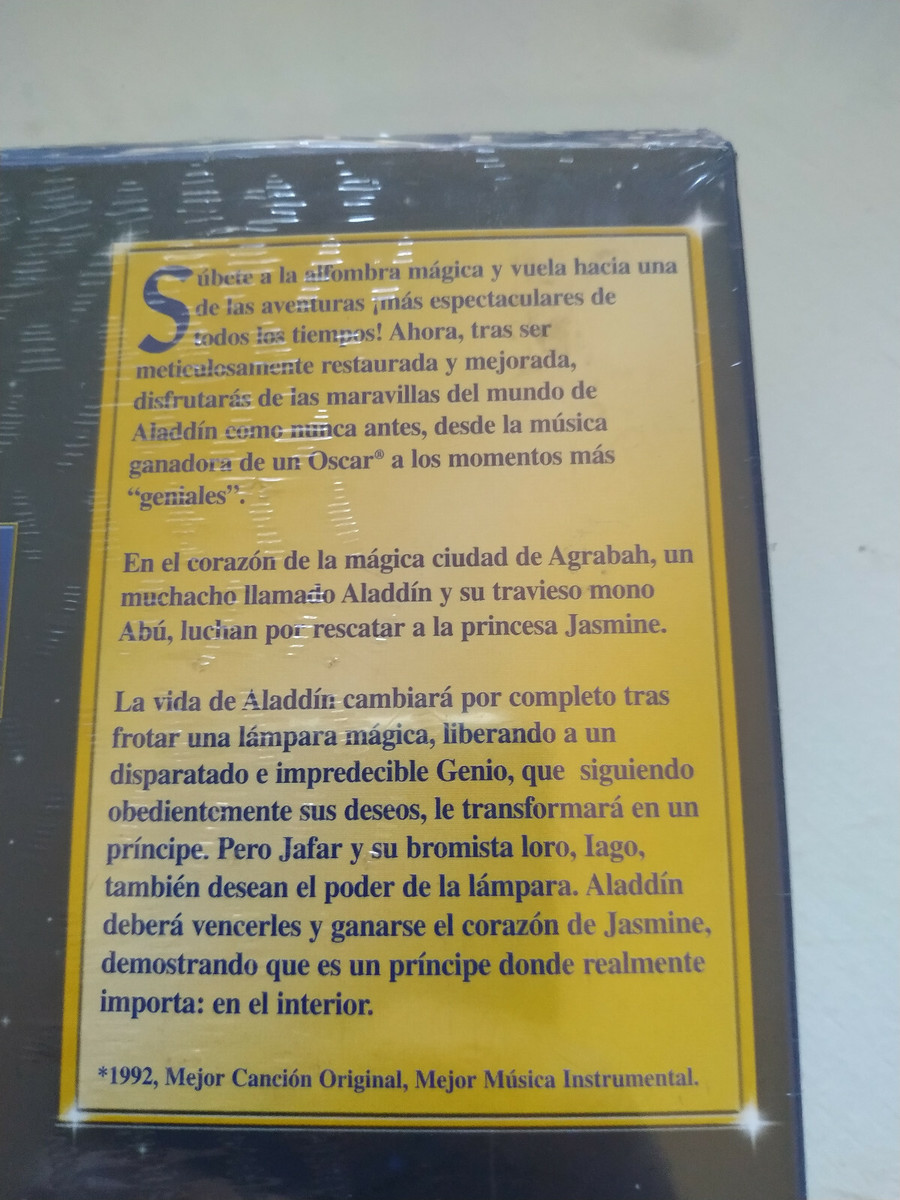 Súbete a la alfombra mágica y vuela hacia una
de las aventuras ¡más espectaculares de
todos los tiempos! Ahora, tras ser
meticulosamente restaurada y mejorada,
disfrutarás de las maravillas del mundo de
Aladdín como nunca antes, desde la música
ganadora de un Oscar® a los momentos más
“geniales”.
En el corazón de la mágica ciudad de Agrabah, un
muchacho llamado Aladdín y su travieso mono
Abú, luchan por rescatar a la princesa Jasmine.
La vida de Aladdín cambiará por completo tras
frotar una lámpara mágica, liberando a un
disparatado e impredecible Genio, que siguiendo
obedientemente sus deseos, le transformará en un
príncipe. Pero Jafar y su bromista loro, Iago,
también desean el poder de la lámpara. Aladdín
deberá vencerles y ganarse el corazón de Jasmine,
demostrando que es un príncipe donde realmente
importa: en el interior.
*1992, Mejor Canción Original, Mejor Música Instrumental.